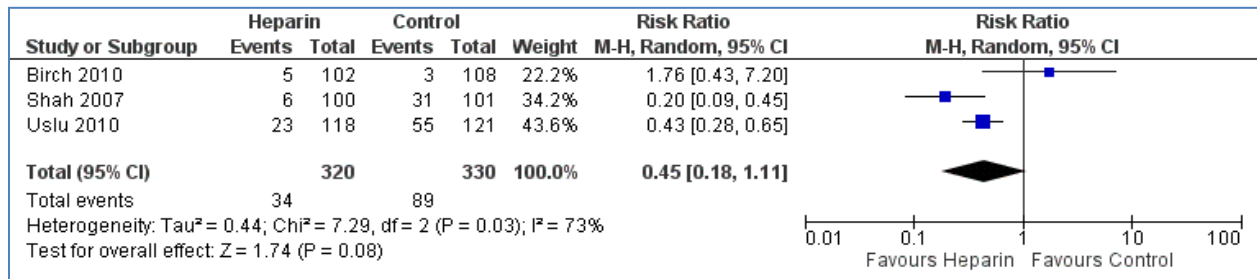 Heparin Control Risk Ratio Risk Ratio
Study or Subgroup Events Total Events Total Weight M-H, Random, 95% CI M-H, Random, 95% CI
Birch 2010 5 102 3 108 22.2% 1.76 [0.43, 7.20]
Shah 2007 6 100 31 101 34.2% 0.20 [0.09, 0.45]
Uslu 2010 23 118 55 121 43.6% 0.43 [0.28, 0.65]
Total (95% CI) 320 330 100.0% 0.45 [0.18, 1.11]
Total events 34 89
Heterogeneity: Tau² = 0.44; Chi² = 7.29, df = 2 (P = 0.03); I² = 73%
Test for overall effect: Z = 1.74 (P = 0.08)
0.01 0.1 1 10 100
Favours Heparin Favours Control